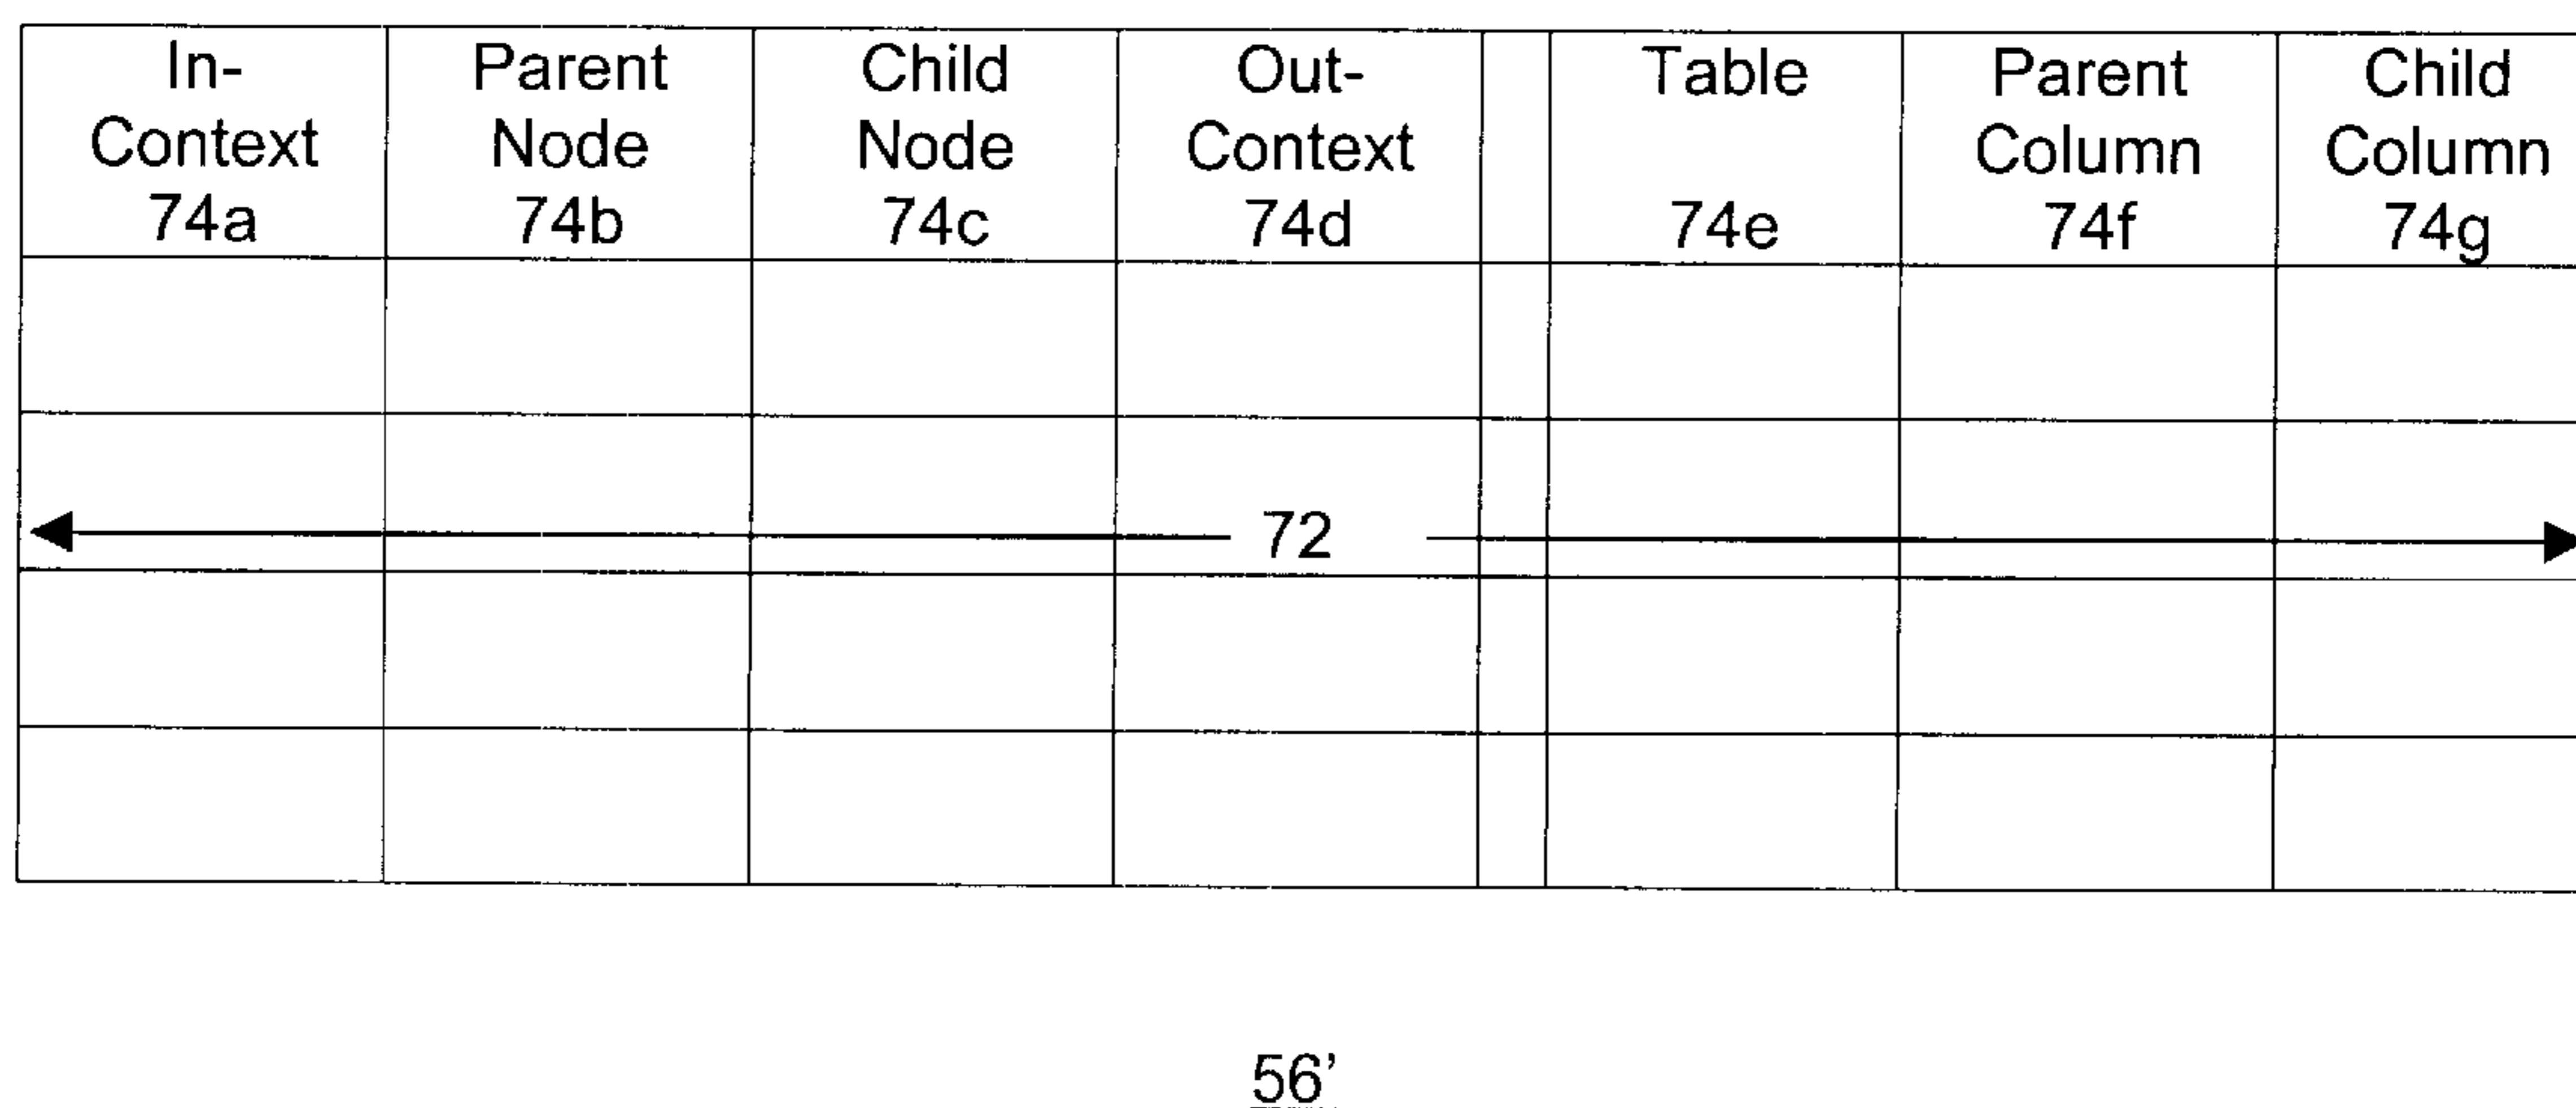 In-
Context
74a
Parent
Node
74b
Child
Node
74c
Out-
Context
74d
Table
74e
Parent
Column
74f
Child
Column
74g
72
56’